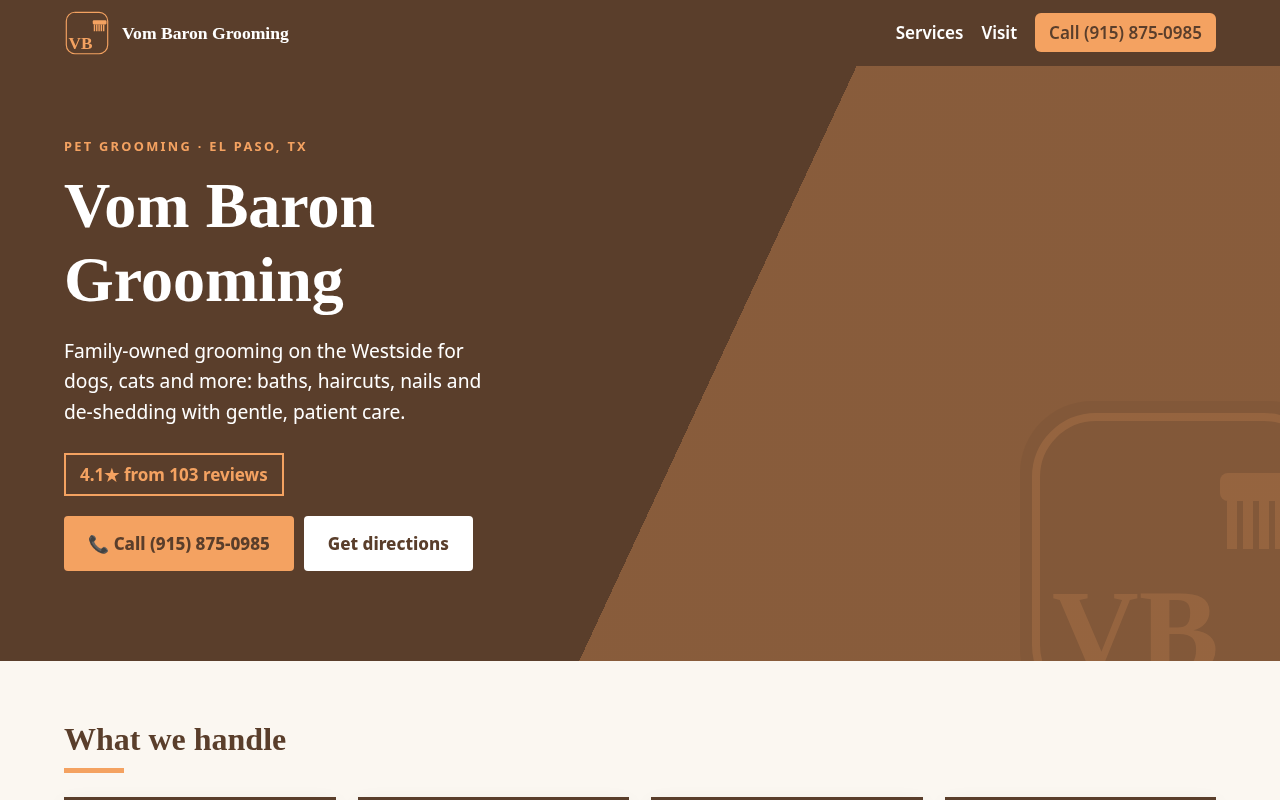 VB
Vom Baron Grooming
Services
Visit
Call (915) 875-0985
PET GROOMING · EL PASO, TX
Vom Baron
Grooming
Family-owned grooming on the Westside for
dogs, cats and more: baths, haircuts, nails and
de-shedding with gentle, patient care.
4.1★ from 103 reviews
📞 Call (915) 875-0985
Get directions
VB
What we handle